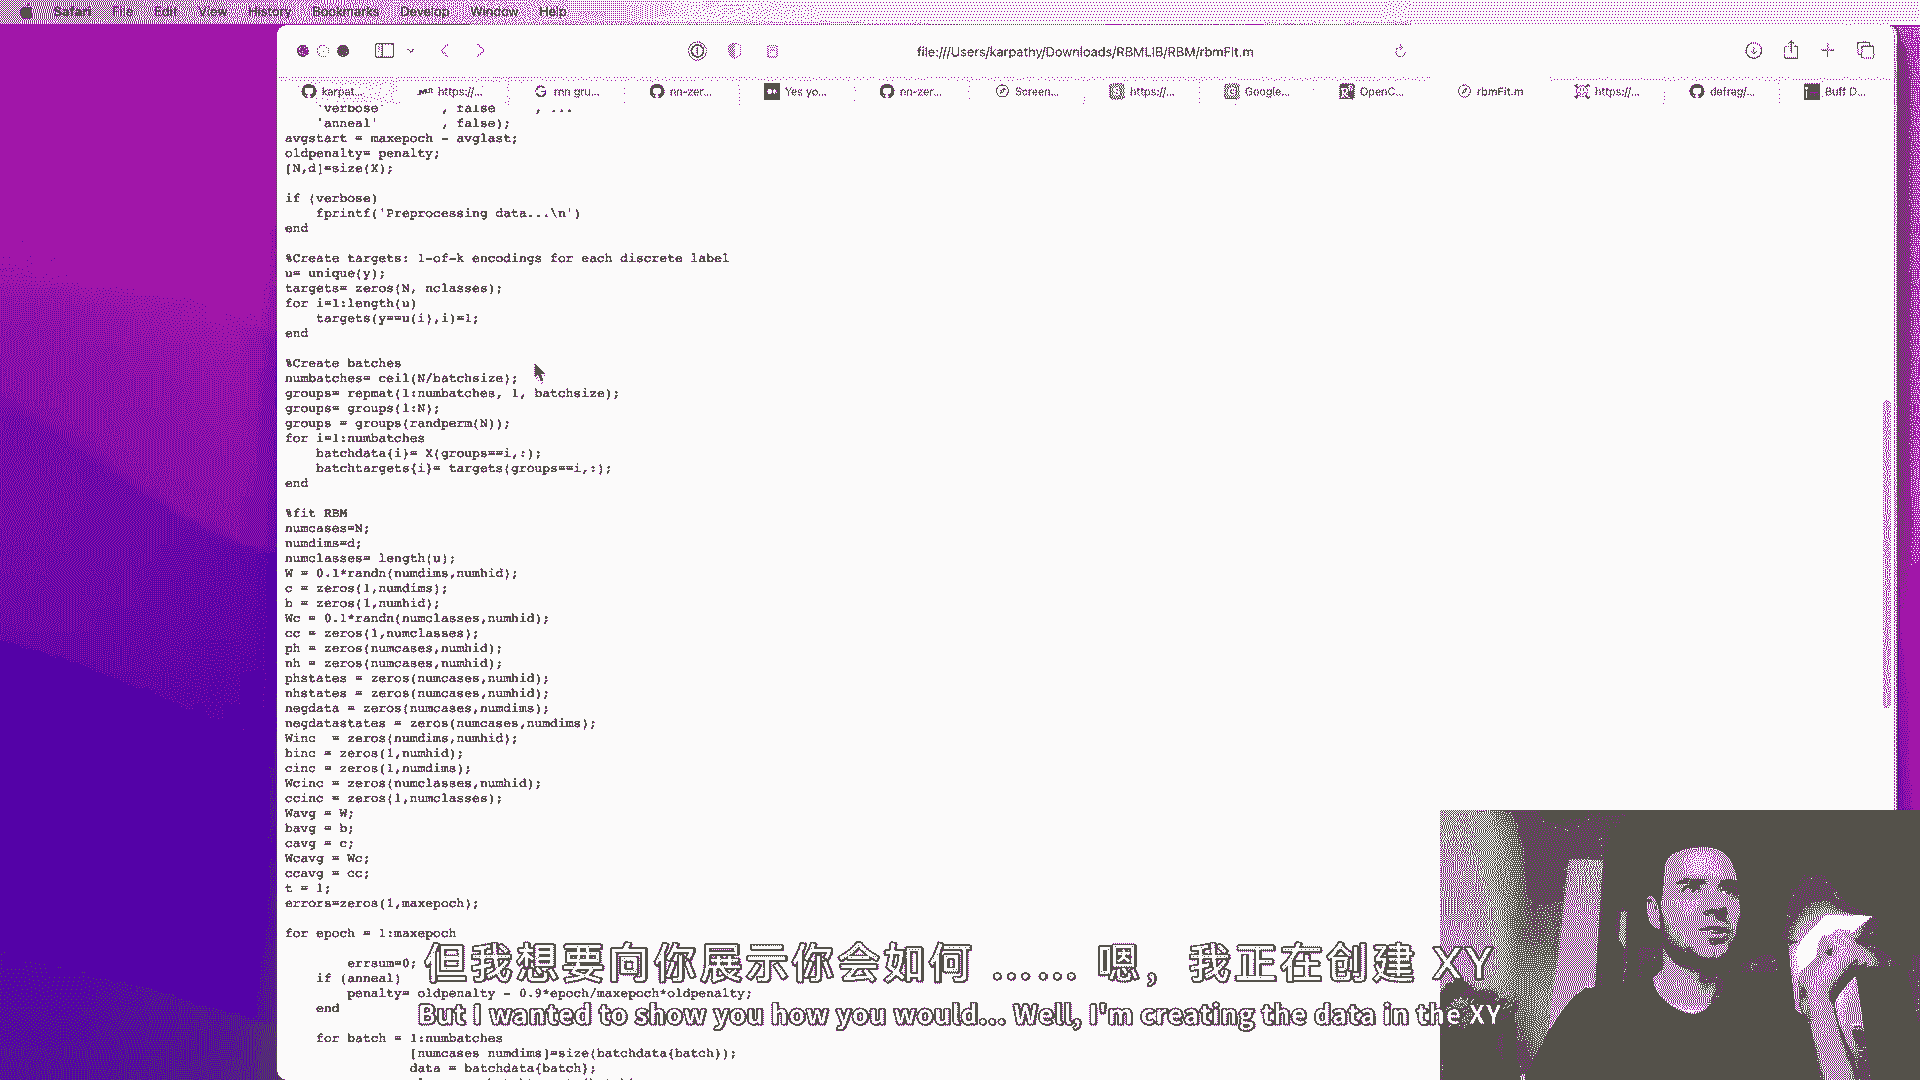 Safari File Edit View History Bookmarks Develop Window Help
file:///Users/karpathy/Downloads/RBMLIB/RBM/rbmFit.m
karpat... https://... rnn gru... nn-zer... Yes yo... nn-zer... Screen... https://... Google... OpenC... rbmFit.m https://... defrag/... Buff D...
'verbose' , false , ...
'anneal' , false);
avgstart = maxepoch - avglast;
oldpenalty= penalty;
[N,d]=size(X);
if (verbose)
fprintf('Preprocessing data...\n')
end
%Create targets: 1-of-k encodings for each discrete label
u= unique(y);
targets= zeros(N, nclasses);
for i=1:length(u)
targets(y==u(i),i)=1;
end
%Create batches
numbatches= ceil(N/batchsize);
groups= repmat(1:numbatches, 1, batchsize);
groups= groups(1:N);
groups = groups(randperm(N));
for i=1:numbatches
batchdata{i}= X(groups==i,:);
batchtargets{i}= targets(groups==i,:);
end
%fit RBM
numcases=N;
numdims=d;
numclasses= length(u);
W = 0.1*randn(numdims,numhid);
c = zeros(1,numdims);
b = zeros(1,numhid);
Wc = 0.1*randn(numclasses,numhid);
cc = zeros(1,numclasses);
ph = zeros(numcases,numhid);
nh = zeros(numcases,numhid);
phstates = zeros(numcases,numhid);
nhstates = zeros(numcases,numhid);
negdata = zeros(numcases,numdims);
negdatastates = zeros(numcases,numdims);
Winc  = zeros(numdims,numhid);
binc = zeros(1,numhid);
cinc = zeros(1,numdims);
Wcinc = zeros(numclasses,numhid);
ccinc = zeros(1,numclasses);
Wavg = W;
bavg = b;
cavg = c;
Wcavg = Wc;
ccavg = cc;
t = 1;
errors=zeros(1,maxepoch);
for epoch = 1:maxepoch
errsum=0;
if (anneal)
penalty= oldpenalty - 0.9*epoch/maxepoch*oldpenalty;
end
for batch = 1:numbatches
[numcases numdims]=size(batchdata{batch});
data = batchdata{batch};
但我想要向你展示你会如何 …… 嗯，我正在创建 XY
But I wanted to show you how you would... Well, I'm creating the data in the XY